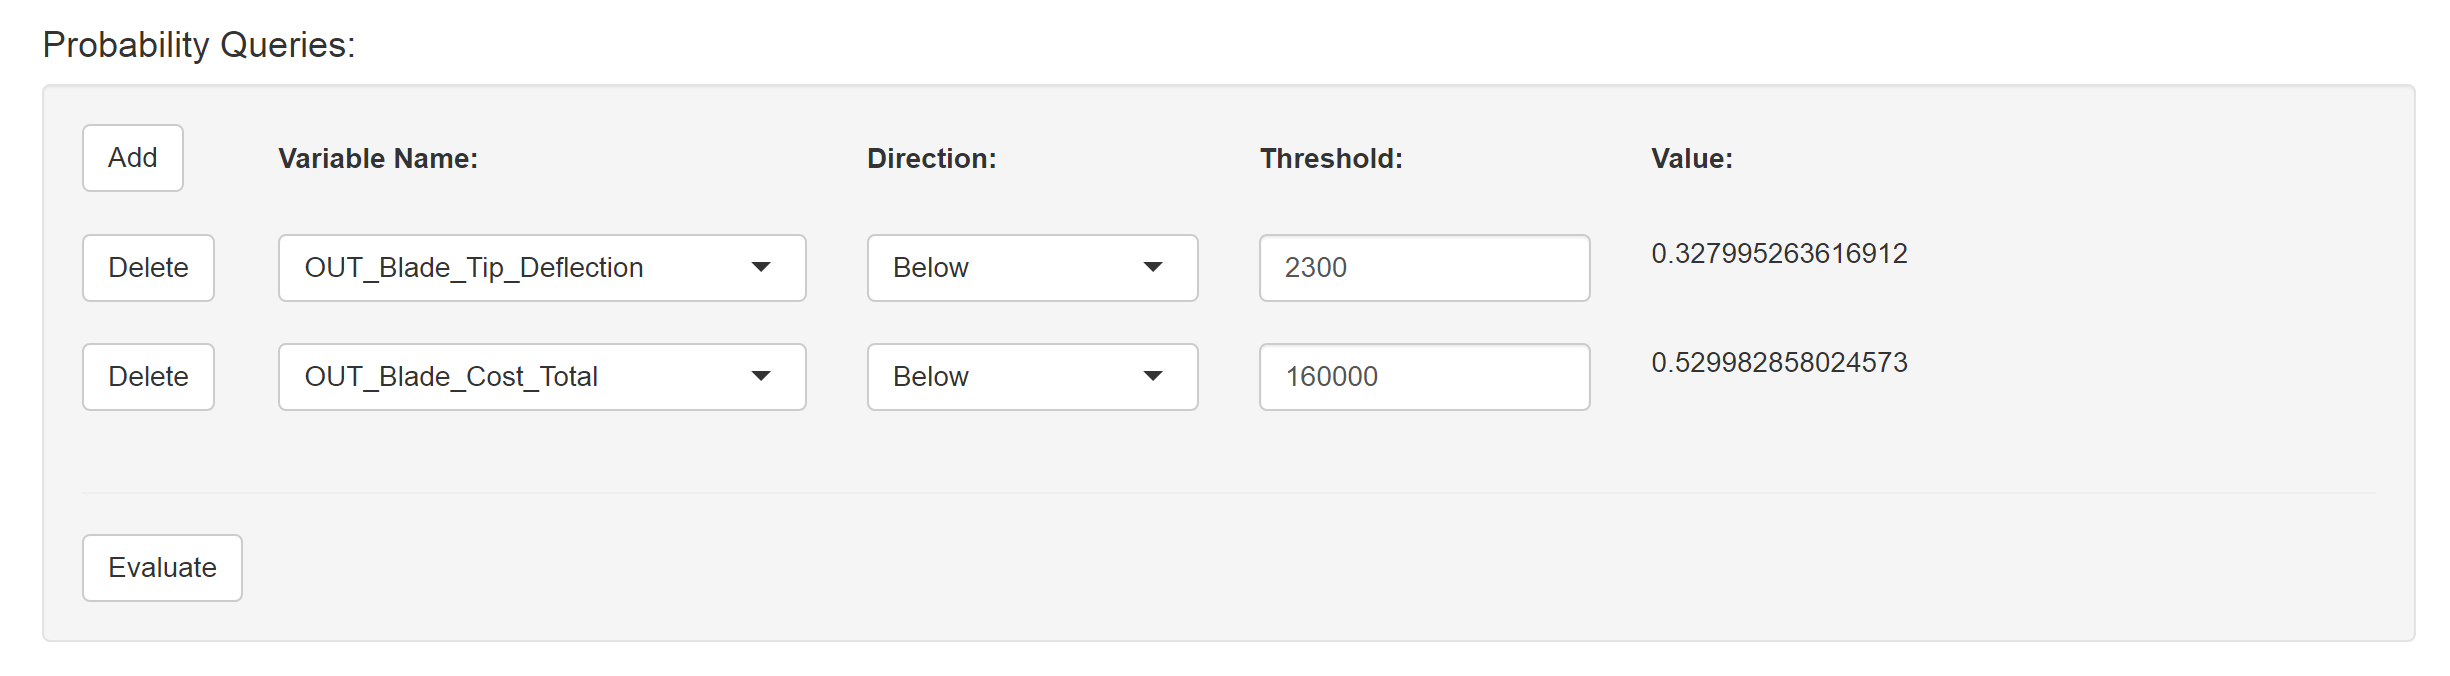 Probability Queries:
Add Variable Name: Direction: Threshold: Value:
Delete OUT_Blade_Tip_Deflection Below 2300 0.327995263616912
Delete OUT_Blade_Cost_Total Below 160000 0.529982858024573
Evaluate